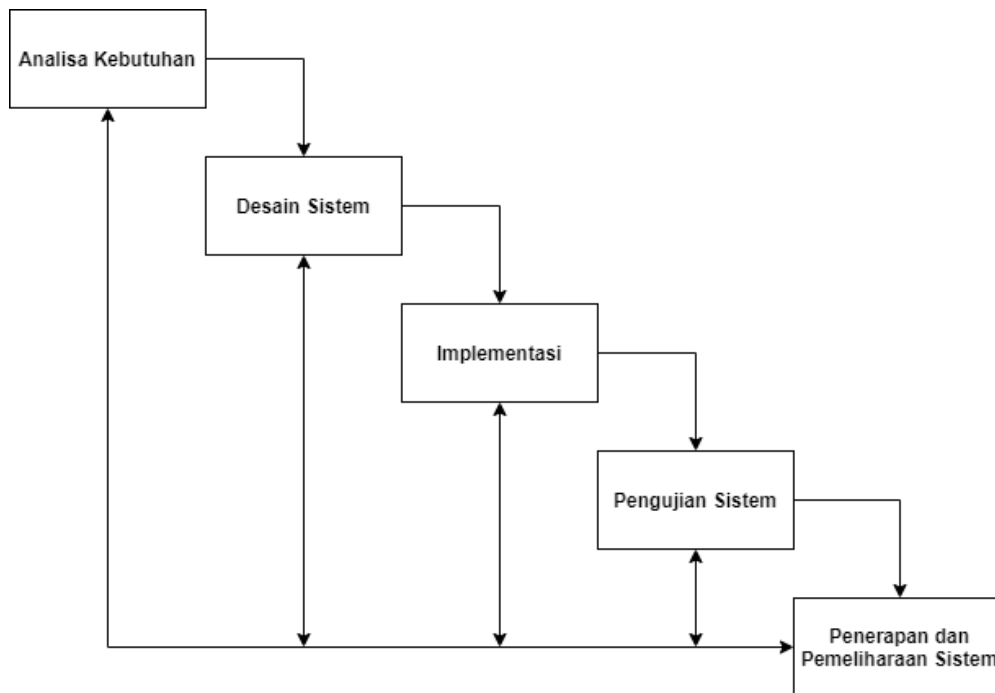 Analisa Kebutuhan
Desain Sistem
Implementasi
Pengujian Sistem
Penerapan dan
Pemeliharaan Sistem